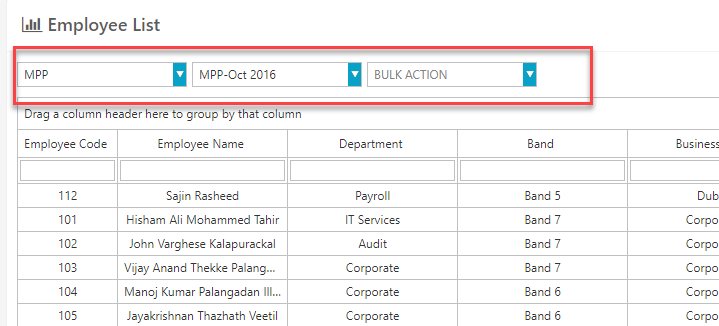 Employee List
MPP MPP-Oct 2016 BULK ACTION
Drag a column header here to group by that column
Employee Code Employee Name Department Band Business
112 Sajin Rasheed Payroll Band 5 Dub
101 Hisham Ali Mohammed Tahir IT Services Band 7 Corpo
102 John Varghese Kalapurackal Audit Band 7 Corpo
103 Vijay Anand Thekke Palang... Corporate Band 7 Corpo
104 Manoj Kumar Palangadan Ill... Corporate Band 6 Corpo
105 Jayakrishnan Thazhath Veetil Corporate Band 6 Corpo